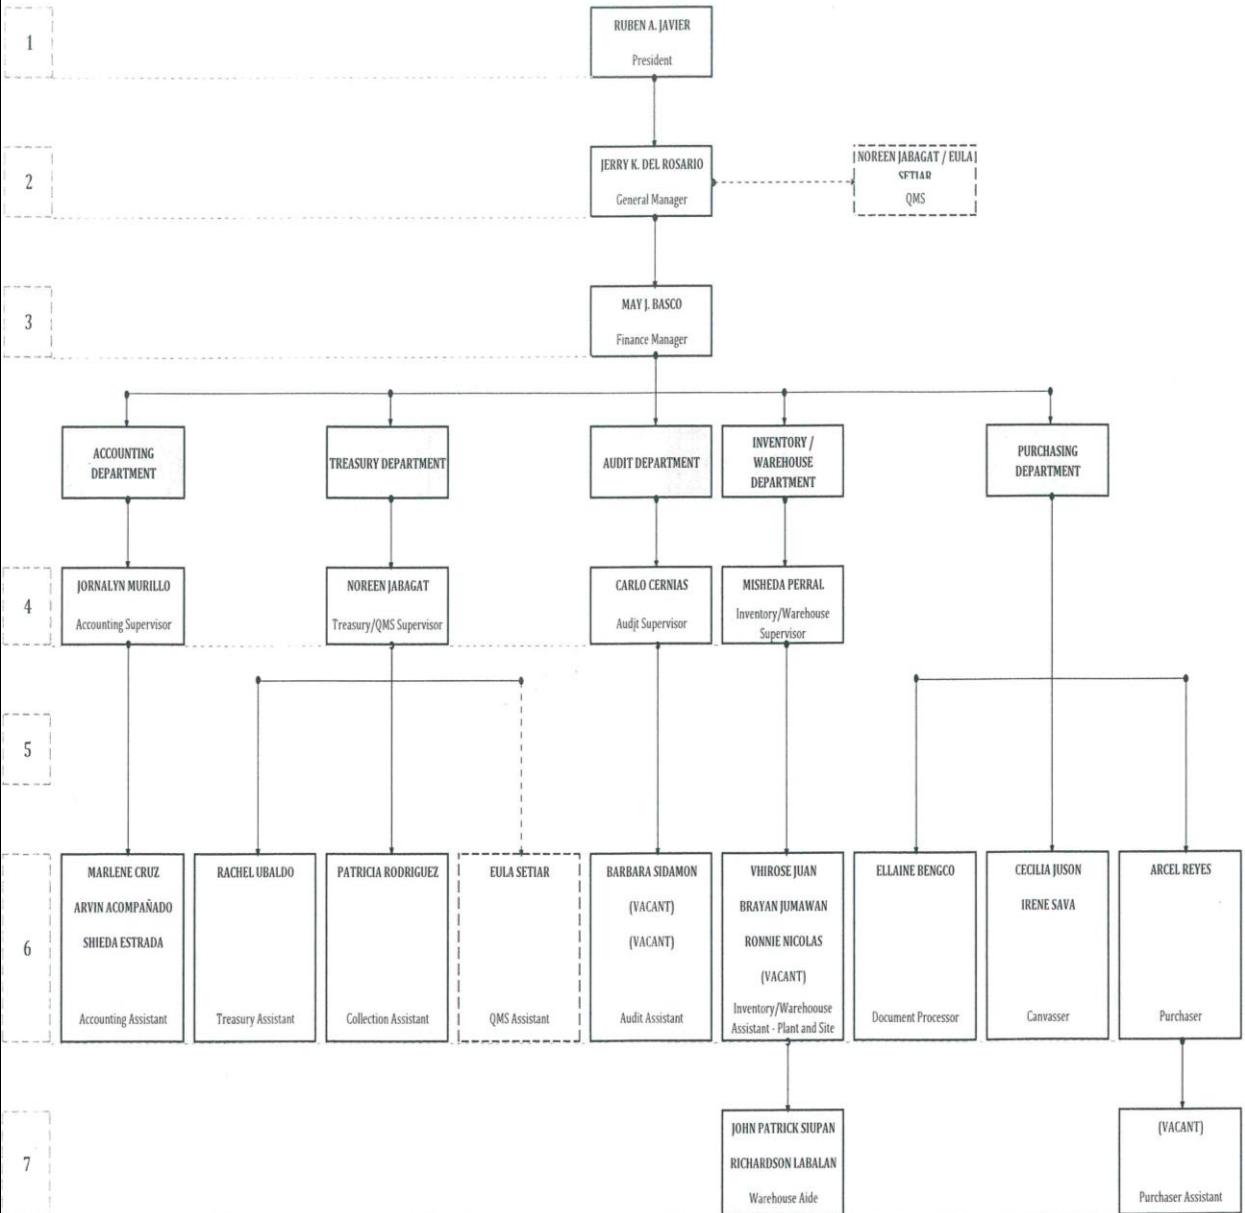 1
RUBEN A. JAVIER
President
2
JERRY K. DEL ROSARIO
General Manager
NOREEN JABAGAT / EULA
SETIAR
QMS
3
MAY J. BASCO
Finance Manager
ACCOUNTING
DEPARTMENT
TREASURY DEPARTMENT
AUDIT DEPARTMENT
INVENTORY /
WAREHOUSE
DEPARTMENT
PURCHASING
DEPARTMENT
4
JORNALYN MURILLO
Accounting Supervisor
NOREEN JABAGAT
Treasury/QMS Supervisor
CARLO CERNIAS
Audit Supervisor
MISHEDA PERRAL
Inventory/Warehouse
Supervisor
5
6
MARLENE CRUZ
ARVIN ACOMPAÑADO
SHIEDA ESTRADA
Accounting Assistant
RACHEL UBALDO
Treasury Assistant
PATRICIA RODRIGUEZ
Collection Assistant
EULA SETIAR
QMS Assistant
BARBARA SIDAMON
(VACANT)
(VACANT)
Audit Assistant
VHIROSE JUAN
BRAYAN JUMAWAN
RONNIE NICOLAS
(VACANT)
Inventory/Warehoouse
Assistant - Plant and Site
ELLAINE BENGCO
Document Processor
CECILIA JUSON
IRENE SAVA
Canvasser
ARCEL REYES
Purchaser
7
JOHN PATRICK SIUPAN
RICHARDSON LABALAN
Warehouse Aide
(VACANT)
Purchaser Assistant